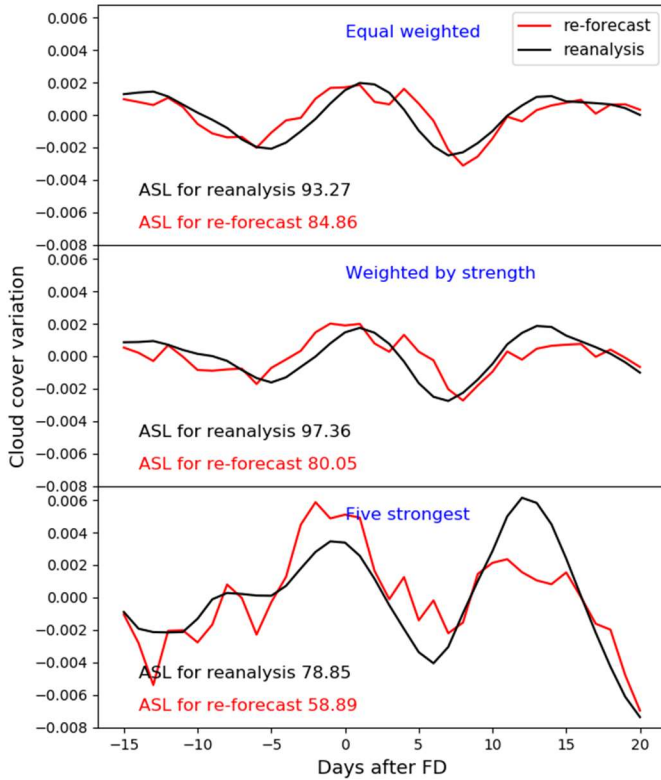 0.006
Equal weighted
re-forecast
0.004
reanalysis
0.002
0.000
−0.002
−0.004
ASL for reanalysis 93.27
−0.006
ASL for re-forecast 84.86
−0.008
0.006
Weighted by strength
0.004
0.002
0.000
−0.002
−0.004
ASL for reanalysis 97.36
−0.006
ASL for re-forecast 80.05
−0.008
0.006
Five strongest
0.004
0.002
0.000
−0.002
−0.004
ASL for reanalysis 78.85
−0.006
ASL for re-forecast 58.89
−0.008
Cloud cover variation
−15 −10 −5 0 5 10 15 20
Days after FD